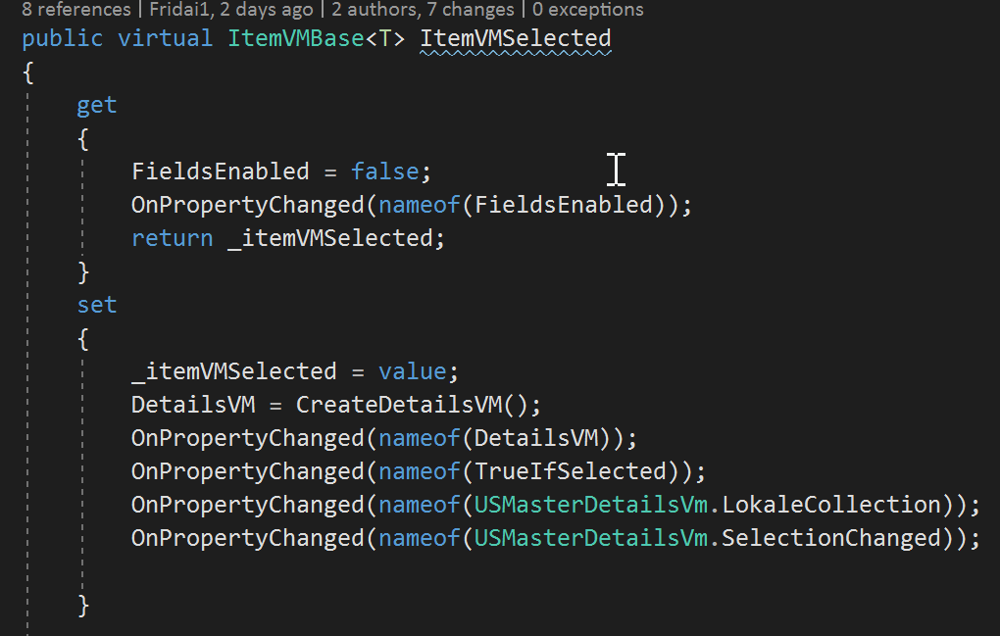 8 references | Fridai1, 2 days ago | 2 authors, 7 changes | 0 exceptions
public virtual ItemVMBase<T> ItemVMSelected
{
get
{
FieldsEnabled = false;
OnPropertyChanged(nameof(FieldsEnabled));
return _itemVMSelected;
}
set
{
_itemVMSelected = value;
DetailsVM = CreateDetailsVM();
OnPropertyChanged(nameof(DetailsVM));
OnPropertyChanged(nameof(TrueIfSelected));
OnPropertyChanged(nameof(USMasterDetailsVm.LokaleCollection));
OnPropertyChanged(nameof(USMasterDetailsVm.SelectionChanged));
}